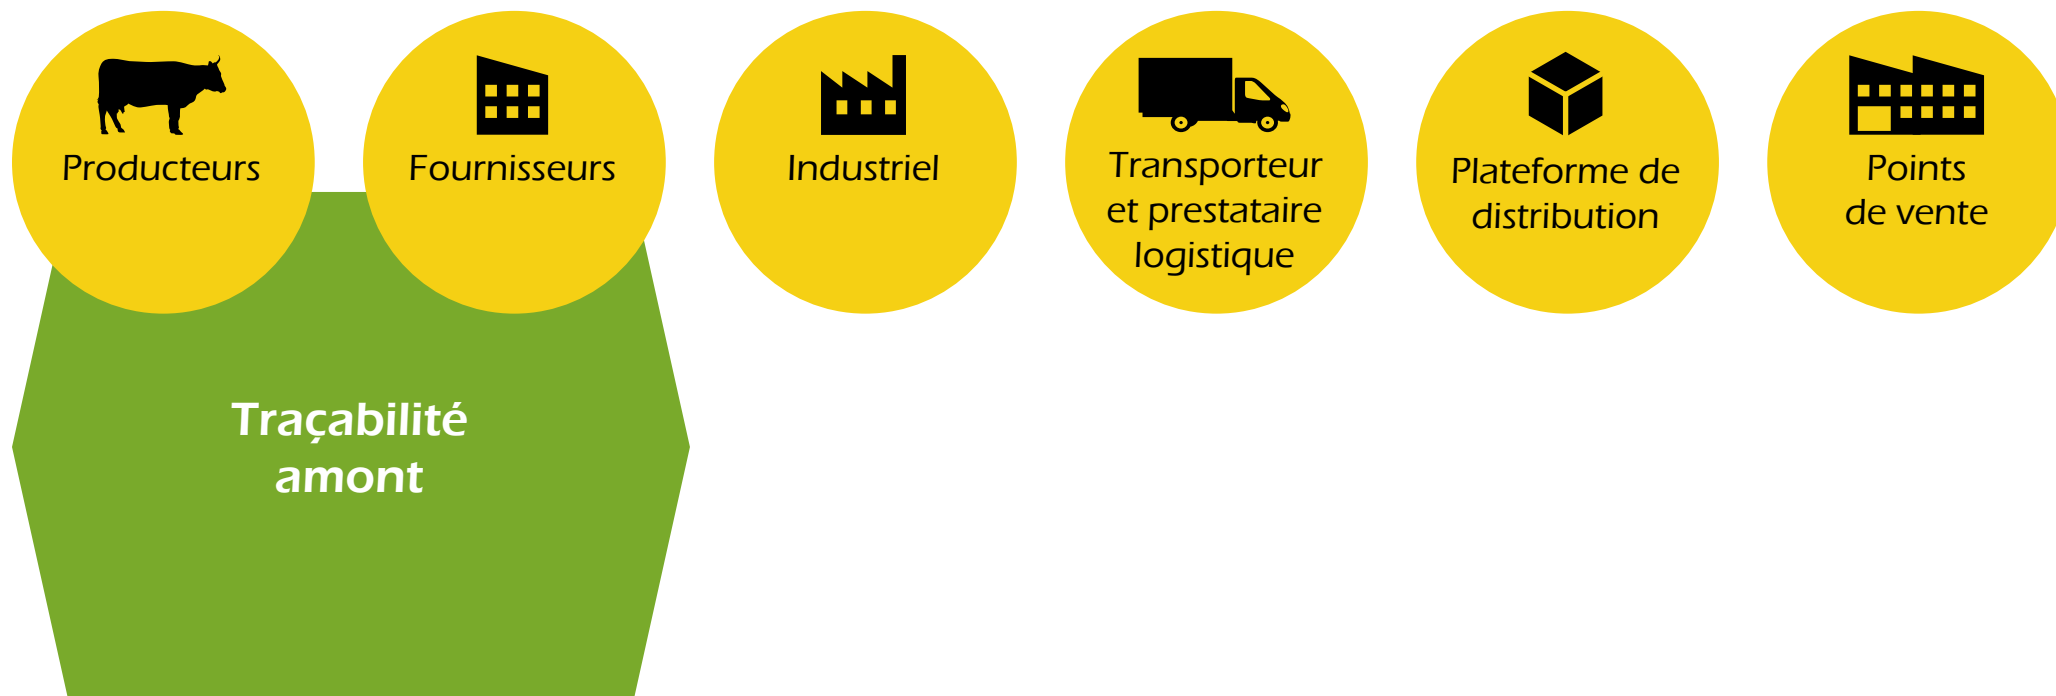 Producteurs
Fournisseurs
Industriel
Transporteur
et prestataire
logistique
Plateforme de
distribution
Points
de vente
Traçabilité
amont